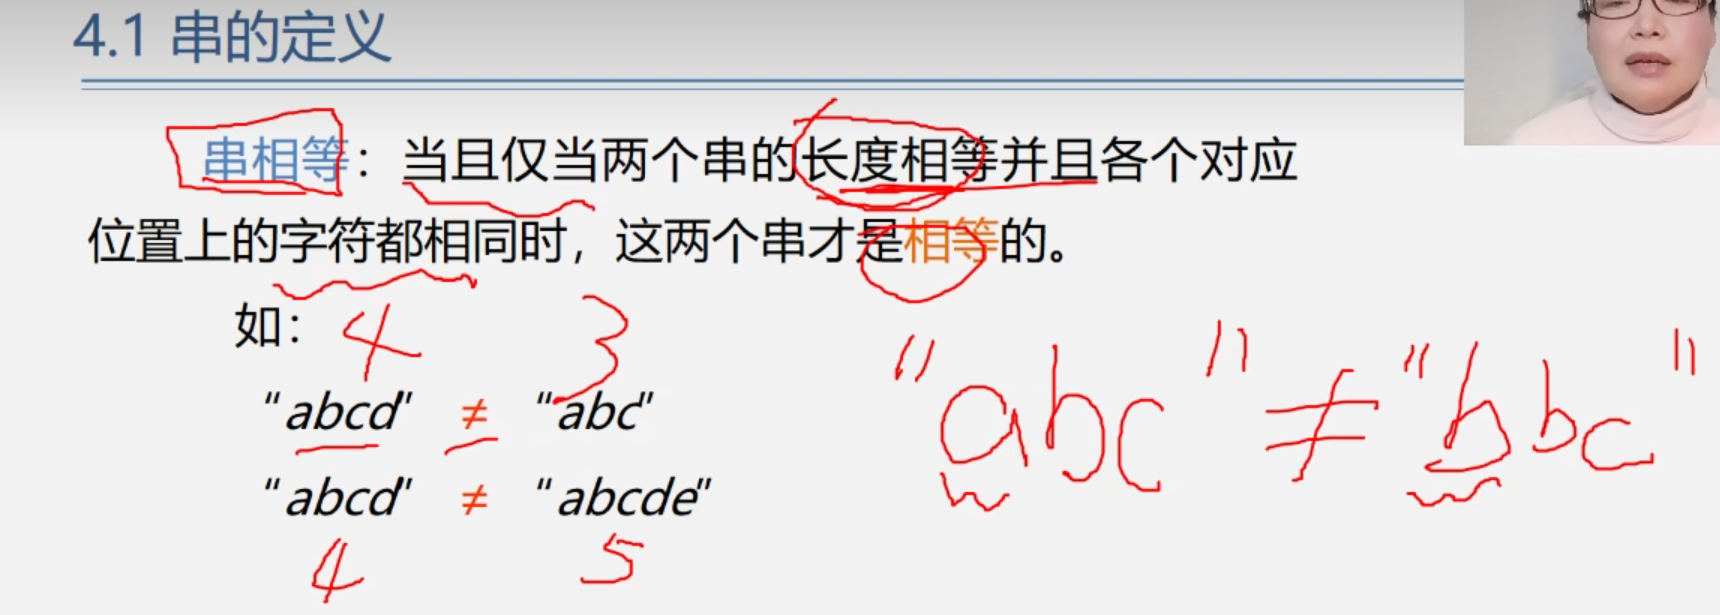 4.1 串的定义
串相等：当且仅当两个串的长度相等并且各个对应
位置上的字符都相同时，这两个串才是相等的。
如：
4 3
“abcd” ≠ “abc”
"abc" ≠ "bbc"
“abcd” ≠ “abcde”
4 5